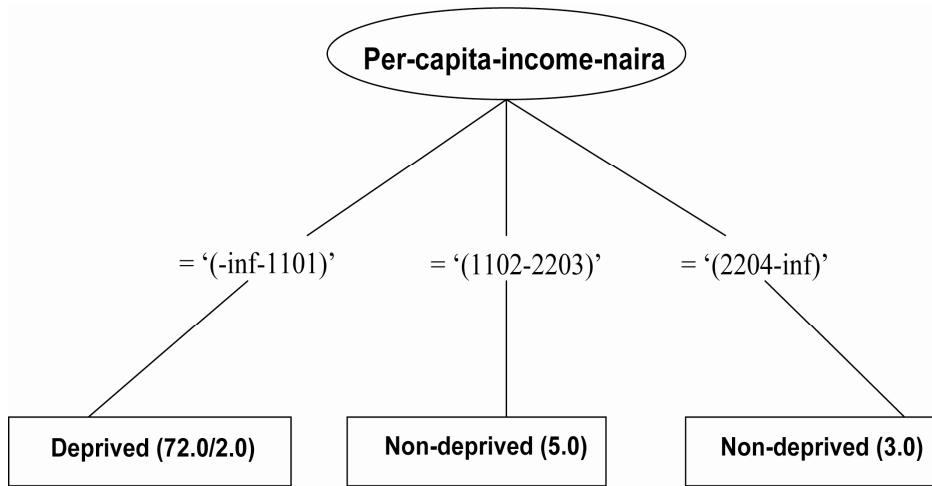 Per-capita-income-naira
= ‘(-inf-1101)’
= ‘(1102-2203)’
= ‘(2204-inf)’
Deprived (72.0/2.0)
Non-deprived (5.0)
Non-deprived (3.0)